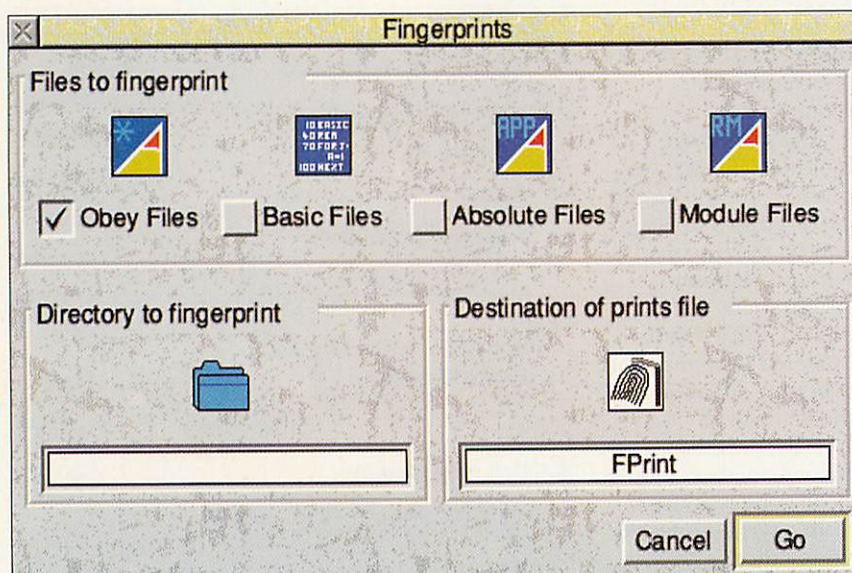 Fingerprints
Files to fingerprint
*
10 BASIC
40 REM
70 FOR I=
A=1
100 NEXT
APP
RM
Obey Files
Basic Files
Absolute Files
Module Files
Directory to fingerprint
Destination of prints file
FPrint
Cancel
Go